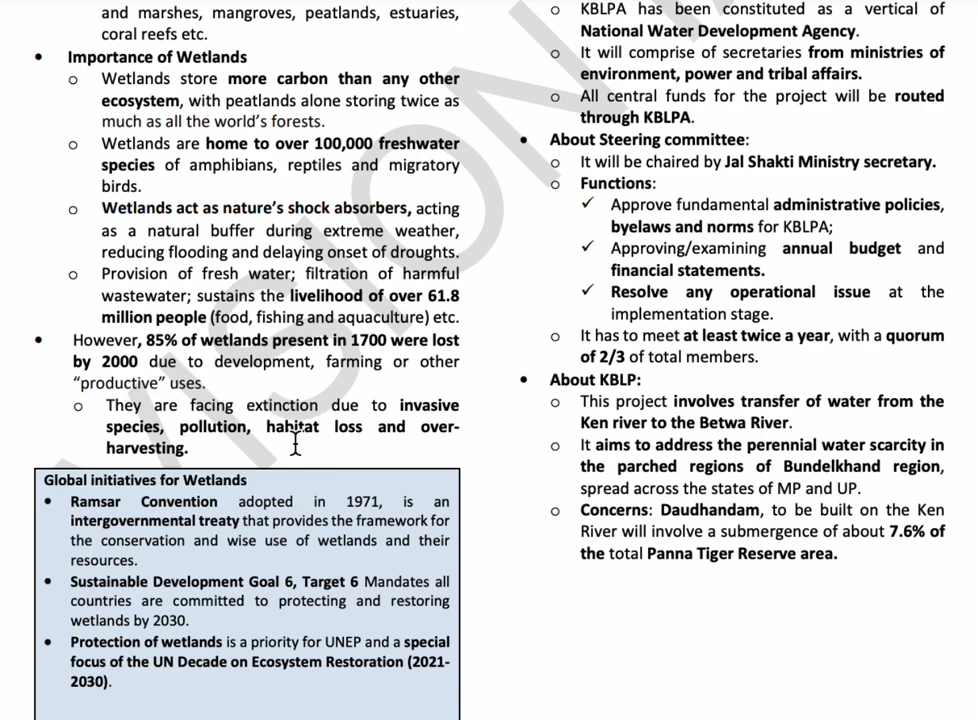 and marshes, mangroves, peatlands, estuaries,
coral reefs etc.
• Importance of Wetlands
o Wetlands store more carbon than any other
ecosystem, with peatlands alone storing twice as
much as all the world's forests.
o Wetlands are home to over 100,000 freshwater
species of amphibians, reptiles and migratory
birds.
o Wetlands act as nature's shock absorbers, acting
as a natural buffer during extreme weather,
reducing flooding and delaying onset of droughts.
o Provision of fresh water; filtration of harmful
wastewater; sustains the livelihood of over 61.8
million people (food, fishing and aquaculture) etc.
• However, 85% of wetlands present in 1700 were lost
by 2000 due to development, farming or other
“productive” uses.
o They are facing extinction due to invasive
species, pollution, habitat loss and over-
harvesting.
Global initiatives for Wetlands
• Ramsar Convention adopted in 1971, is an
intergovernmental treaty that provides the framework for
the conservation and wise use of wetlands and their
resources.
• Sustainable Development Goal 6, Target 6 Mandates all
countries are committed to protecting and restoring
wetlands by 2030.
• Protection of wetlands is a priority for UNEP and a special
focus of the UN Decade on Ecosystem Restoration (2021-
2030).
o KBLPA has been constituted as a vertical of
National Water Development Agency.
o It will comprise of secretaries from ministries of
environment, power and tribal affairs.
o All central funds for the project will be routed
through KBLPA.
• About Steering committee:
o It will be chaired by Jal Shakti Ministry secretary.
o Functions:
✓ Approve fundamental administrative policies,
byelaws and norms for KBLPA;
✓ Approving/examining annual budget and
financial statements.
✓ Resolve any operational issue at the
implementation stage.
o It has to meet at least twice a year, with a quorum
of 2/3 of total members.
• About KBLP:
o This project involves transfer of water from the
Ken river to the Betwa River.
o It aims to address the perennial water scarcity in
the parched regions of Bundelkhand region,
spread across the states of MP and UP.
o Concerns: Daudhandam, to be built on the Ken
River will involve a submergence of about 7.6% of
the total Panna Tiger Reserve area.
VISION